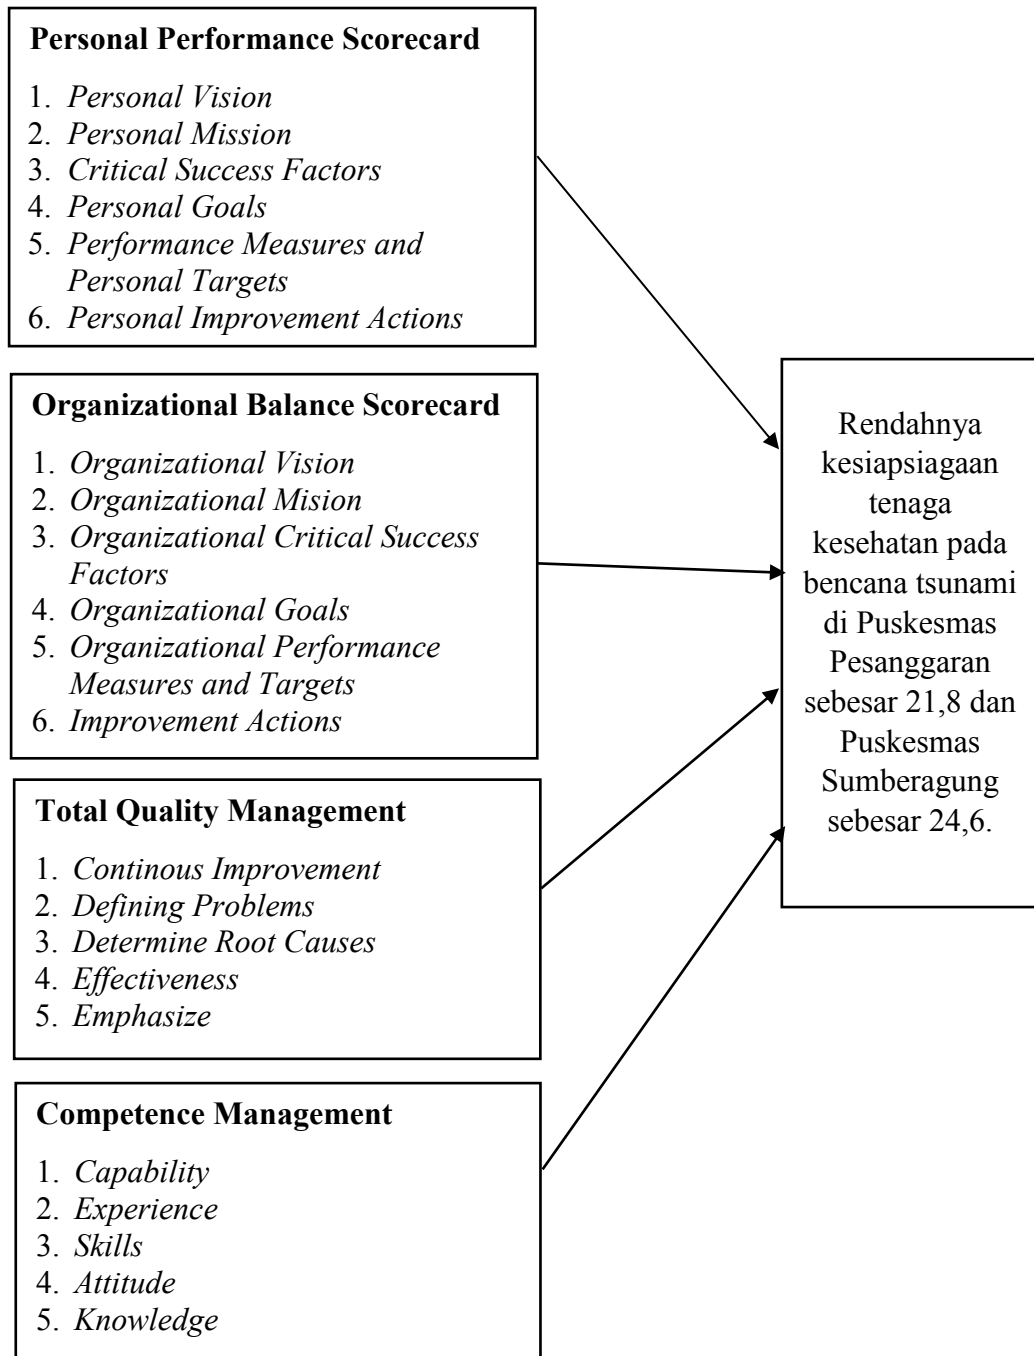 Personal Performance Scorecard
1. Personal Vision
2. Personal Mission
3. Critical Success Factors
4. Personal Goals
5. Performance Measures and
Personal Targets
6. Personal Improvement Actions
Organizational Balance Scorecard
1. Organizational Vision
2. Organizational Mision
3. Organizational Critical Success
Factors
4. Organizational Goals
5. Organizational Performance
Measures and Targets
6. Improvement Actions
Total Quality Management
1. Continous Improvement
2. Defining Problems
3. Determine Root Causes
4. Effectiveness
5. Emphasize
Competence Management
1. Capability
2. Experience
3. Skills
4. Attitude
5. Knowledge
Rendahnya
kesiapsiagaan
tenaga
kesehatan pada
bencana tsunami
di Puskesmas
Pesanggaran
sebesar 21,8 dan
Puskesmas
Sumberagung
sebesar 24,6.